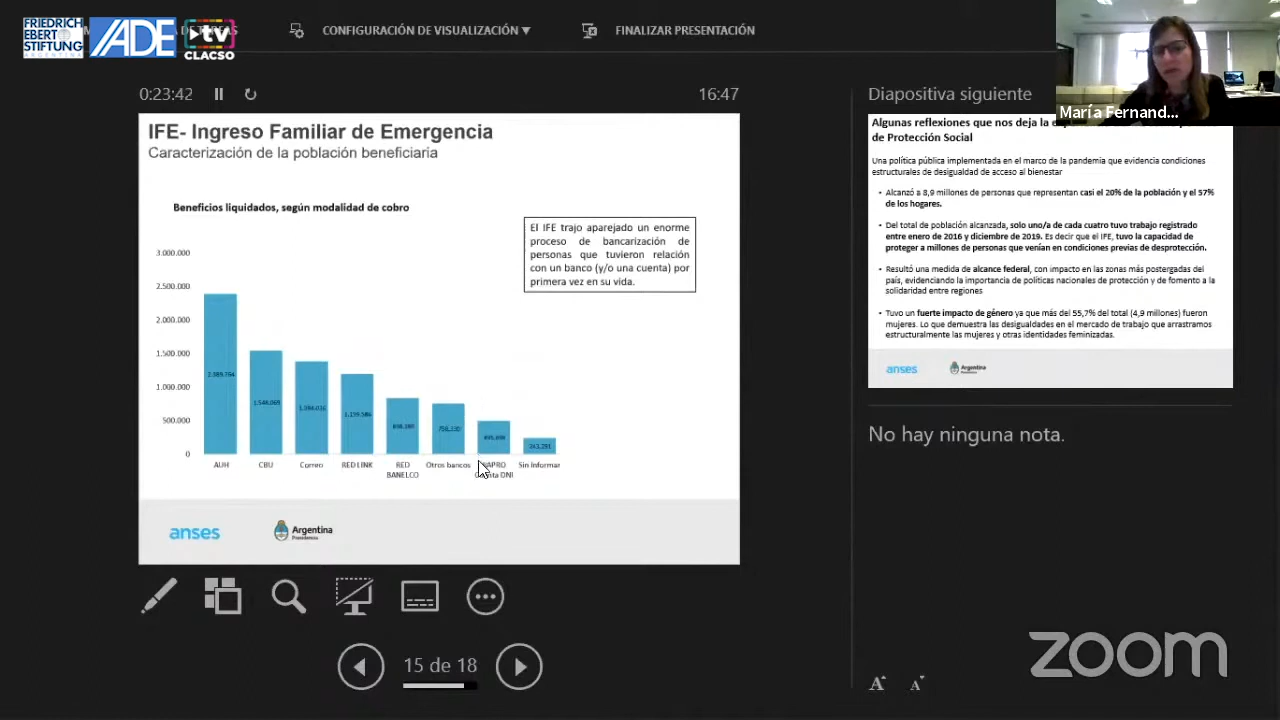 FRIEDRICH
EBERT
STIFTUNG
ADE
tv
CLACSO
CONFIGURACIÓN DE VISUALIZACIÓN ▼
FINALIZAR PRESENTACIÓN
María Fernand...
0:23:42
16:47
IFE- Ingreso Familiar de Emergencia
Caracterización de la población beneficiaria
Beneficios liquidados, según modalidad de cobro
El IFE trajo aparejado un enorme
proceso de bancarización de
personas que tuvieron relación
con un banco (y/o una cuenta) por
primera vez en su vida.
3.000.000
2.500.000
2.000.000
1.500.000
1.000.000
500.000
0
AUH
CBU
Correo
RED LINK
RED
BANELCO
Otros bancos
DNI
Sin Informar
anses
Argentina
Presidencia
15 de 18
Diapositiva siguiente
Algunas reflexiones que nos deja la
de Protección Social
Una política pública implementada en el marco de la pandemia que evidencia condiciones
estructurales de desigualdad de acceso al bienestar
• Alcanzó a 8,9 millones de personas que representan casi el 20% de la población y el 57%
de los hogares.
• Del total de población alcanzada, solo uno/a de cada cuatro tuvo trabajo registrado
entre enero de 2016 y diciembre de 2019. Es decir que el IFE, tuvo la capacidad de
proteger a millones de personas que venían en condiciones previas de desprotección.
• Resultó una medida de alcance federal, con impacto en las zonas más postergadas del
país, evidenciando la importancia de políticas nacionales de protección y de fomento a la
solidaridad entre regiones
• Tuvo un fuerte impacto de género ya que más del 55,7% del total (4,9 millones) fueron
mujeres. Lo que demuestra las desigualdades en el mercado de trabajo que arrastramos
estructuralmente las mujeres y otras identidades feminizadas.
anses
Argentina
Presidencia
No hay ninguna nota.
zoom